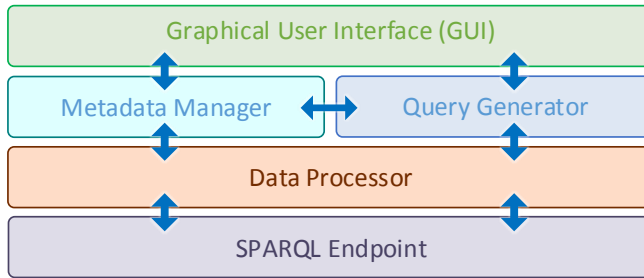 Graphical User Interface (GUI)
Metadata Manager
Query Generator
Data Processor
SPARQL Endpoint